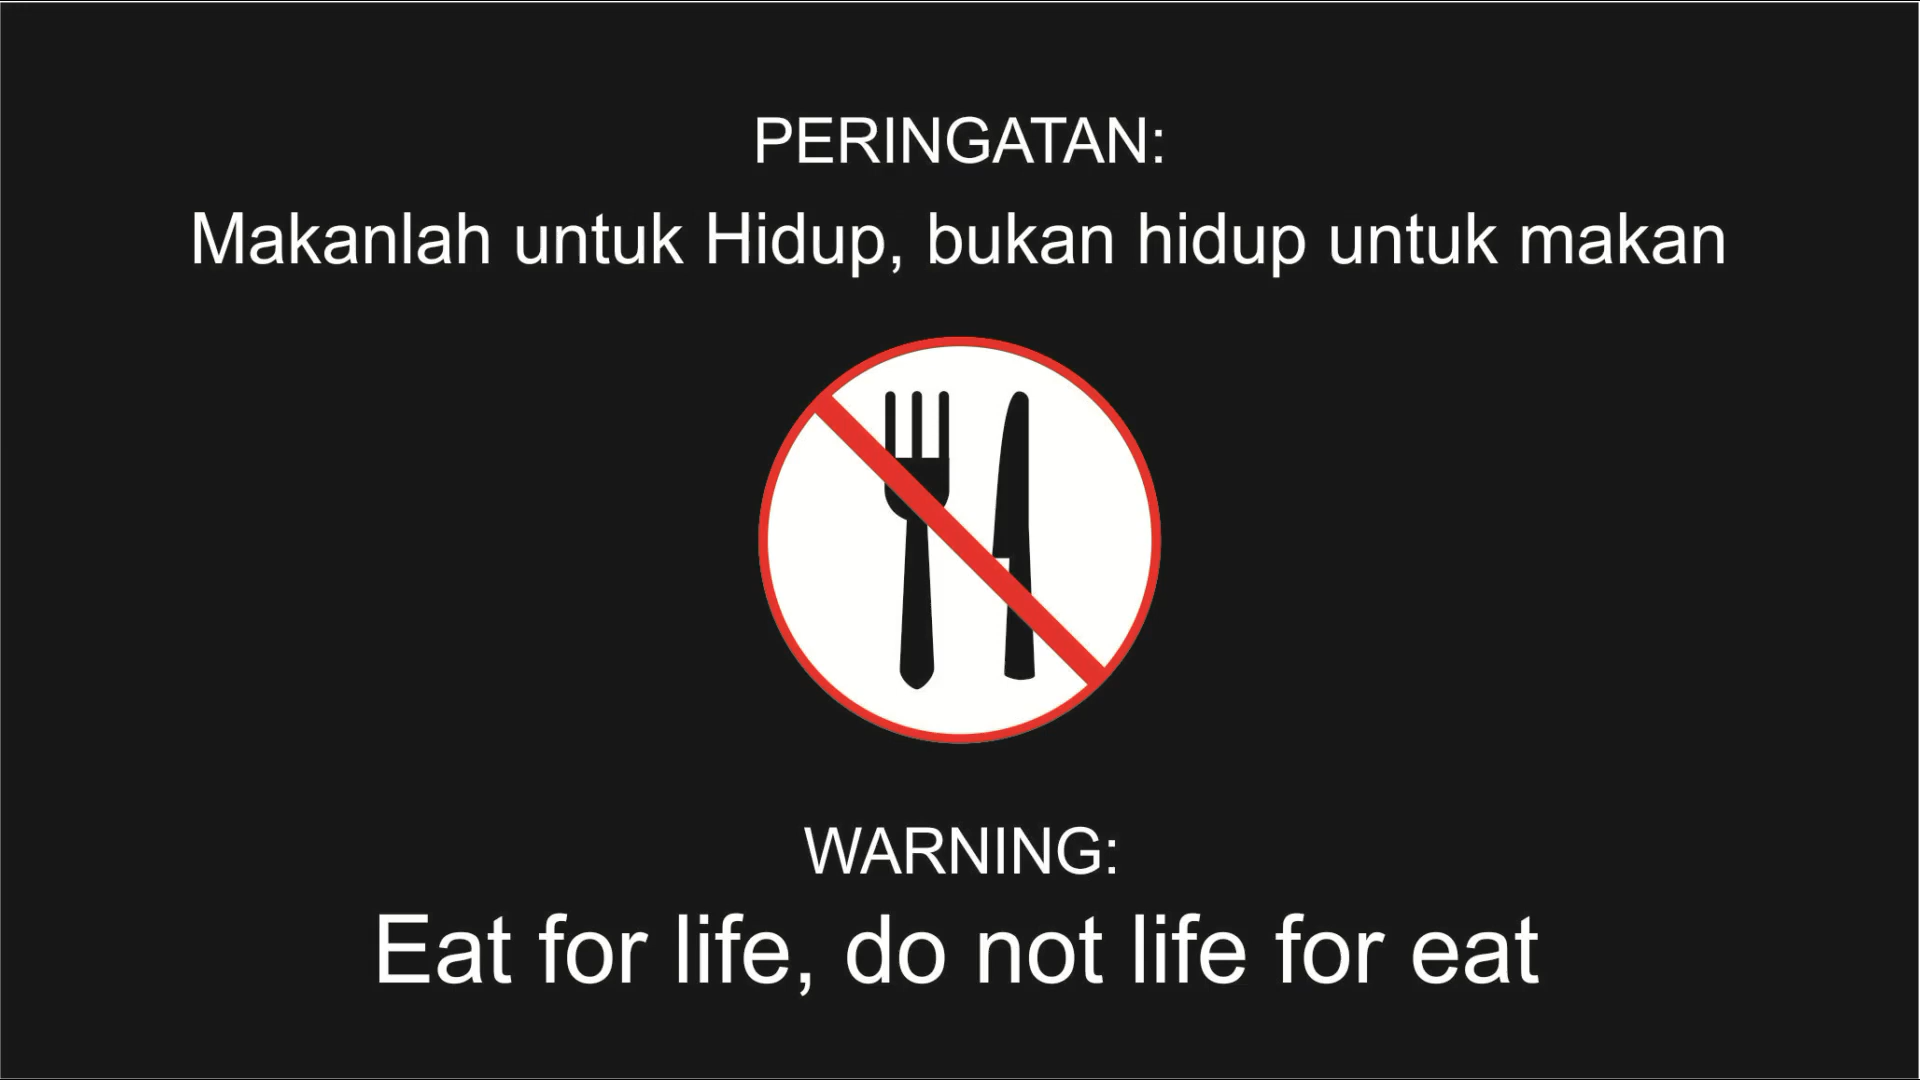 PERINGATAN:
Makanlah untuk Hidup, bukan hidup untuk makan
WARNING:
Eat for life, do not life for eat